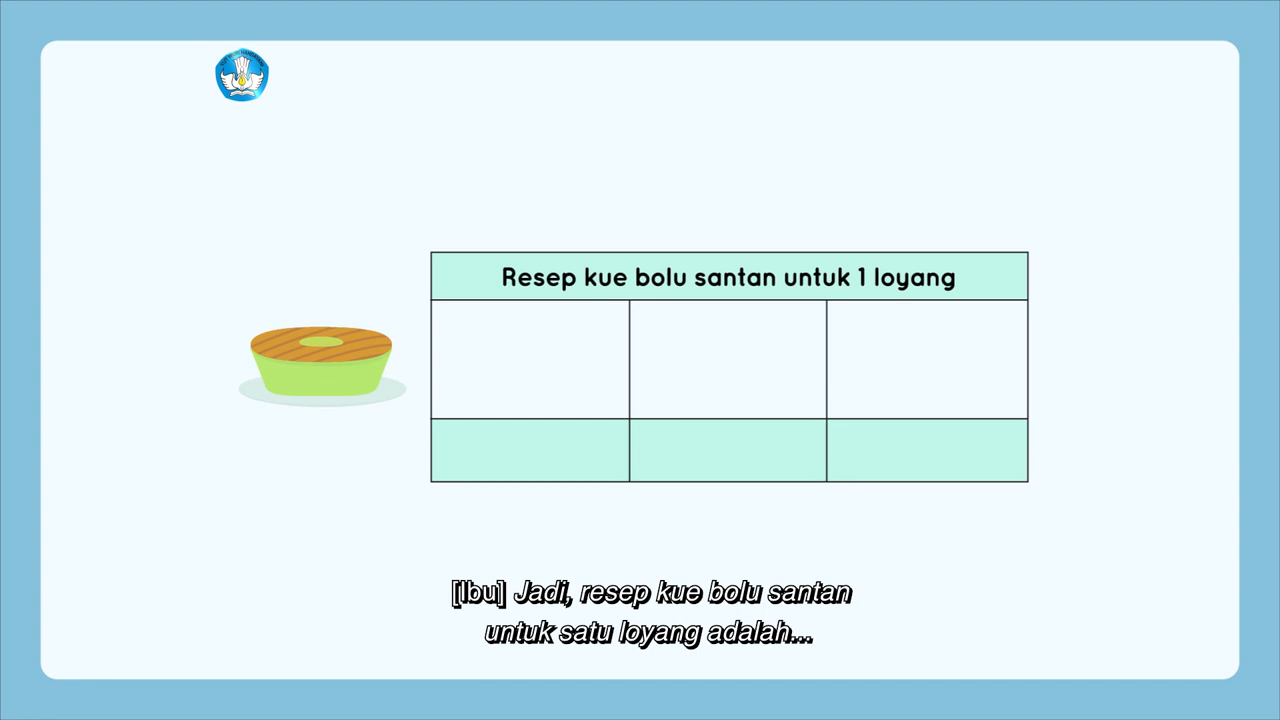 Resep kue bolu santan untuk 1 loyang
[Ibu] Jadi, resep kue bolu santan
untuk satu loyang adalah...